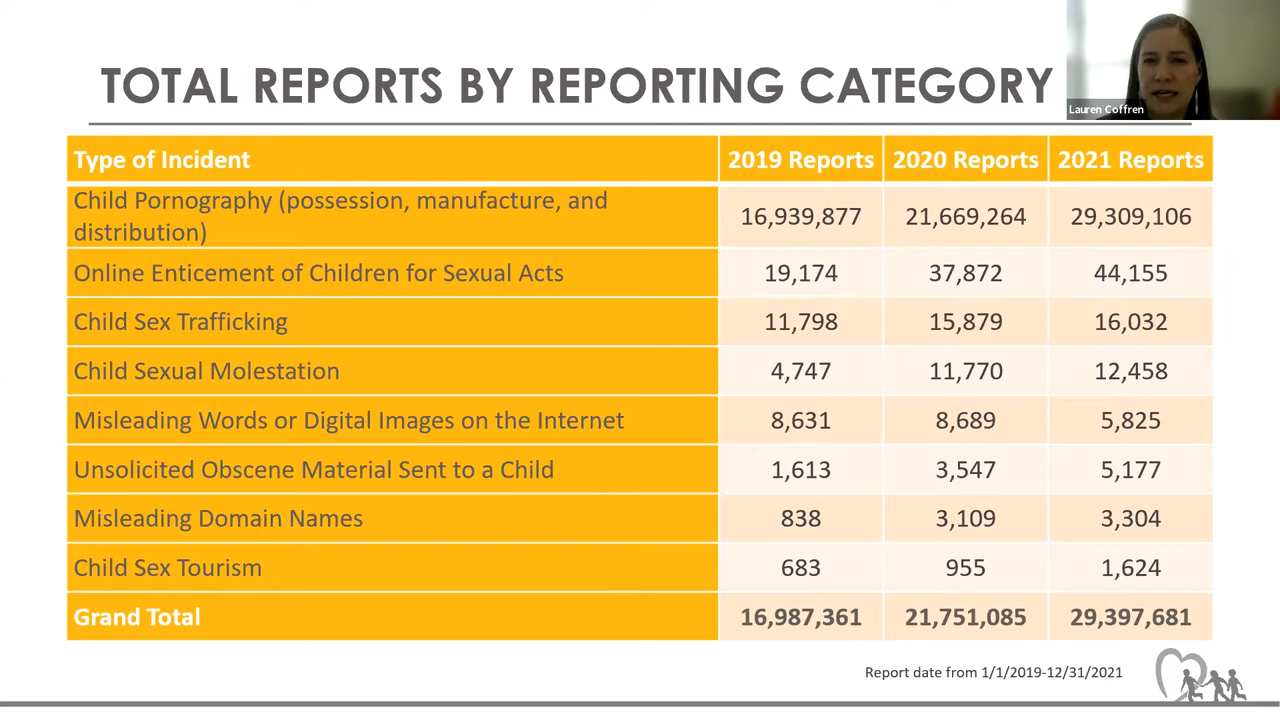 TOTAL REPORTS BY REPORTING CATEGORY
Lauren Coffren
Type of Incident 2019 Reports 2020 Reports 2021 Reports
Child Pornography (possession, manufacture, and
distribution) 16,939,877 21,669,264 29,309,106
Online Enticement of Children for Sexual Acts 19,174 37,872 44,155
Child Sex Trafficking 11,798 15,879 16,032
Child Sexual Molestation 4,747 11,770 12,458
Misleading Words or Digital Images on the Internet 8,631 8,689 5,825
Unsolicited Obscene Material Sent to a Child 1,613 3,547 5,177
Misleading Domain Names 838 3,109 3,304
Child Sex Tourism 683 955 1,624
Grand Total 16,987,361 21,751,085 29,397,681
Report date from 1/1/2019-12/31/2021